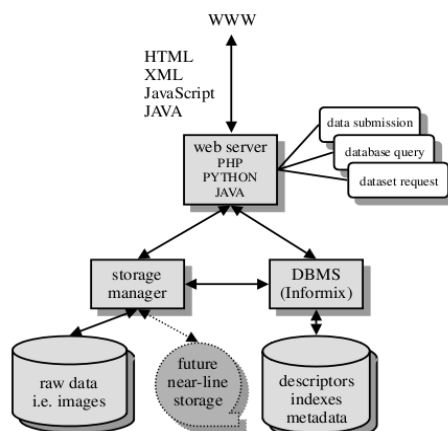 WWW
HTML
XML
JavaScript
JAVA
data submission
database query
dataset request
web server
PHP
PYTHON
JAVA
storage
manager
DBMS
(Informix)
raw data
i.e. images
future
near-line
storage
descriptors
indexes
metadata